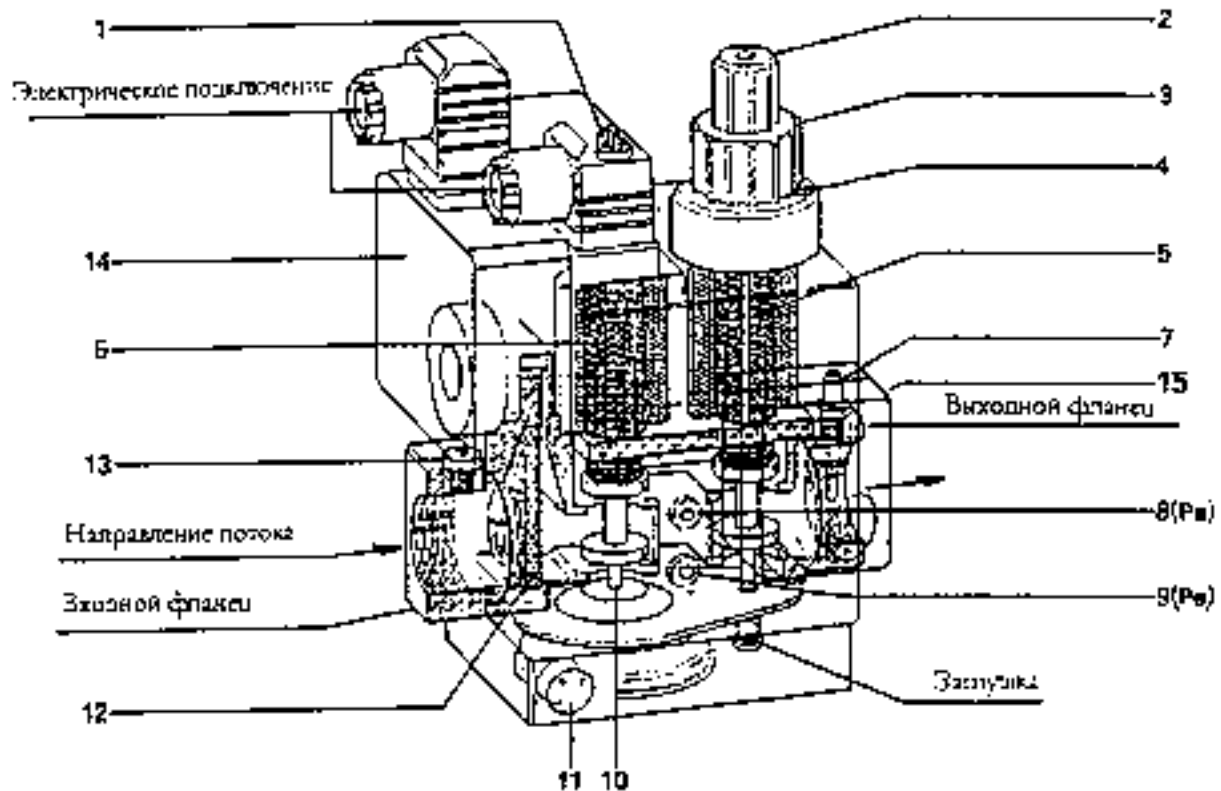 1
2
Электрическое подключение
3
4
14
5
6
7
15
Выходной фланец
13
8(Pa)
Направление потока
9(Pe)
Входной фланец
Заглушка
12
11 10